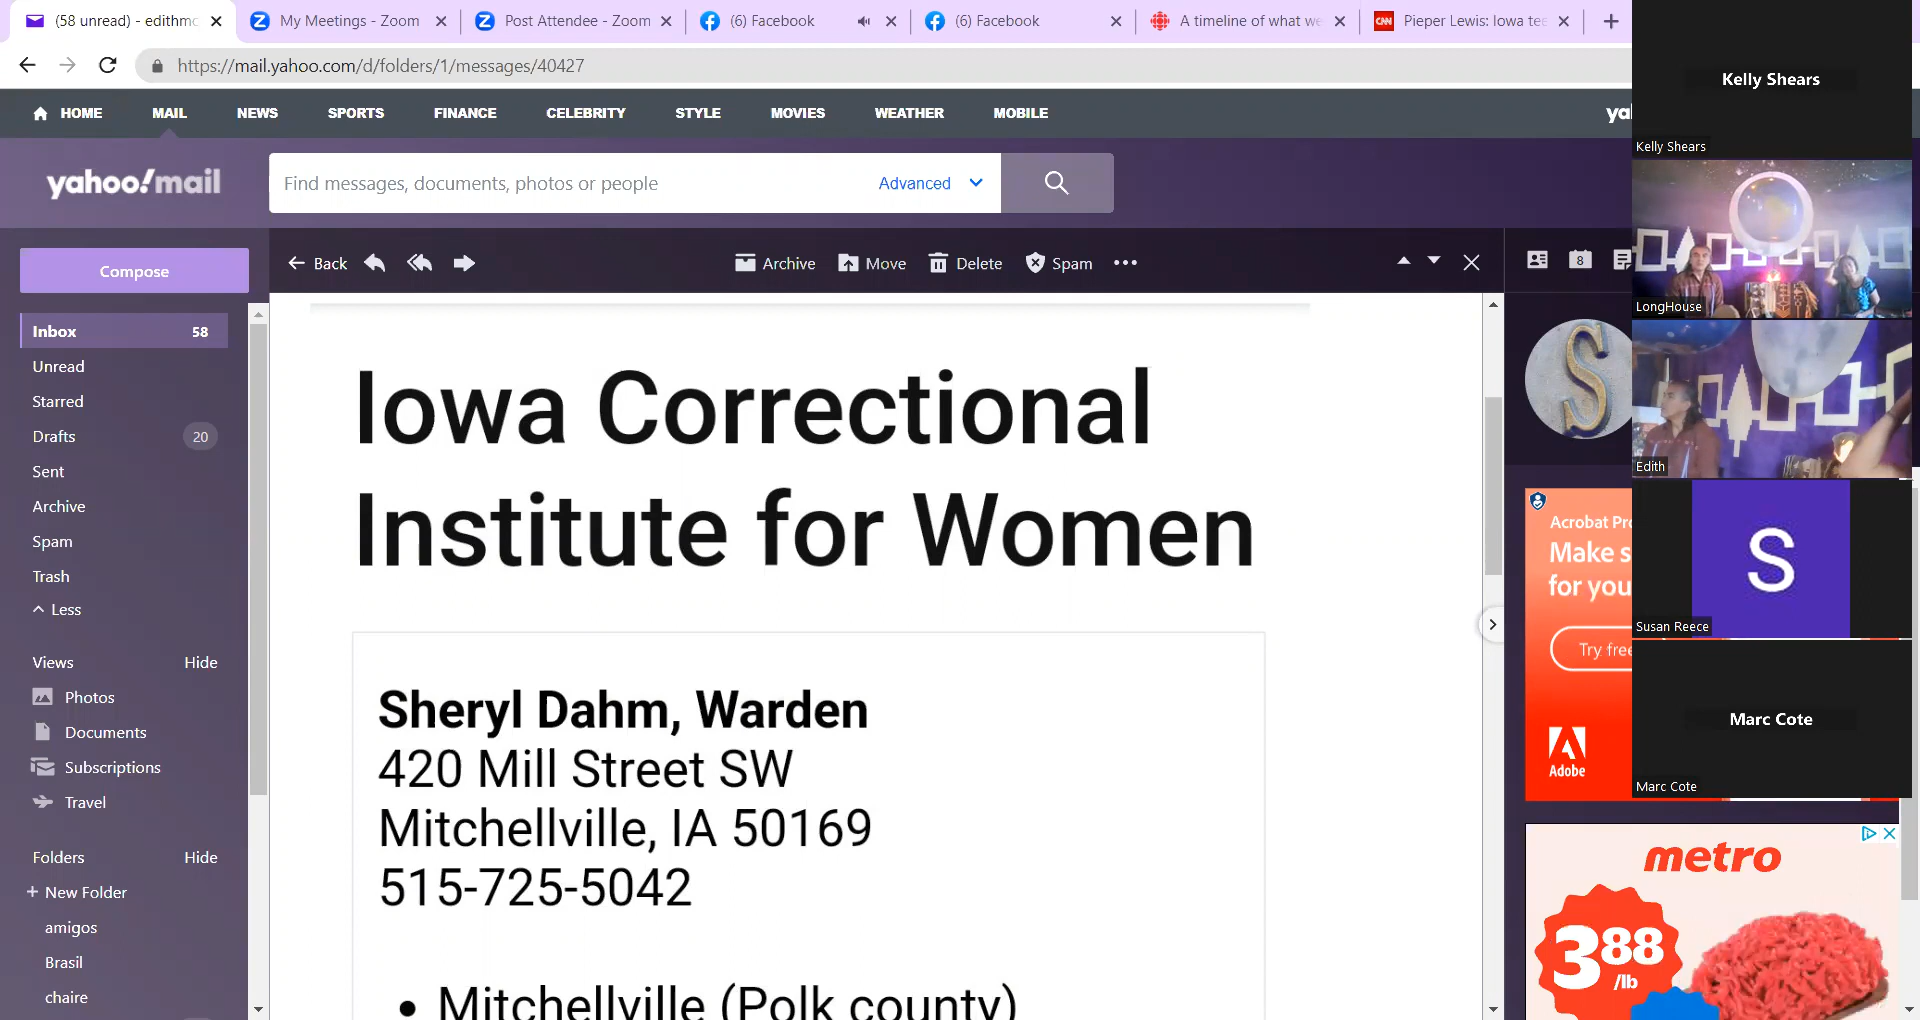 (58 unread) - edithmc
My Meetings - Zoom
Post Attendee - Zoom
(6) Facebook
(6) Facebook
A timeline of what we
CNN Pieper Lewis: Iowa tee
https://mail.yahoo.com/d/folders/1/messages/40427
HOME MAIL NEWS SPORTS FINANCE CELEBRITY STYLE MOVIES WEATHER MOBILE
yah
yahoo!mail
Find messages, documents, photos or people
Advanced
Compose
Back
Archive
Move
Delete
Spam
8
Inbox 58
Unread
Starred
Drafts 20
Sent
Archive
Spam
Trash
Less
Views Hide
Photos
Documents
Subscriptions
Travel
Folders Hide
+ New Folder
amigos
Brasil
chaire
Iowa Correctional
Institute for Women
Sheryl Dahm, Warden
420 Mill Street SW
Mitchellville, IA 50169
515-725-5042
• Mitchellville (Polk county)
S
Acrobat Pro
Make s
for you
Try free
Adobe
metro
3.88
/lb
Kelly Shears
Kelly Shears
LongHouse
Edith
S
Susan Reece
Marc Cote
Marc Cote